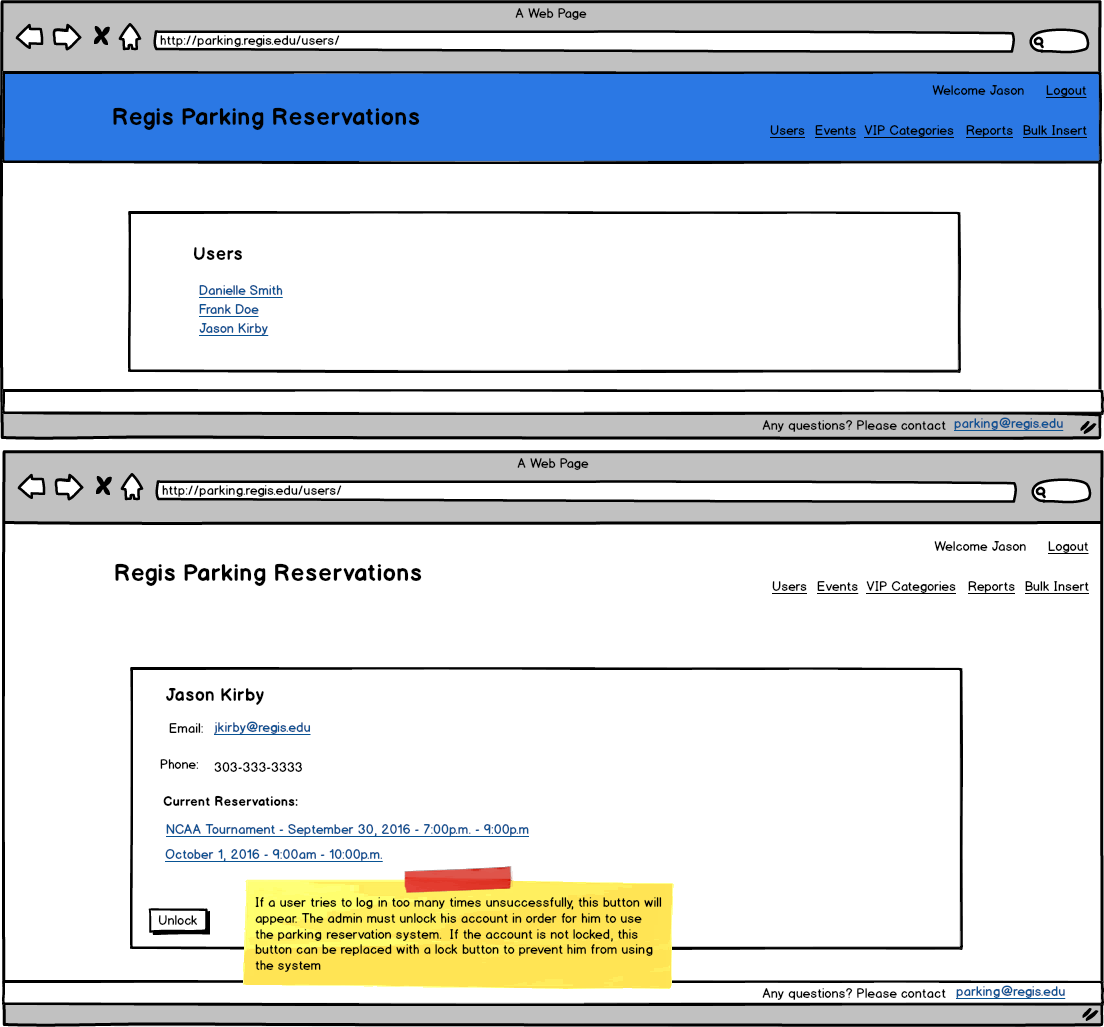 A Web Page
http://parking.regis.edu/users/
Welcome Jason Logout
Regis Parking Reservations
Users Events VIP Categories Reports Bulk Insert
Users
Danielle Smith
Frank Doe
Jason Kirby
Any questions? Please contact parking@regis.edu
A Web Page
http://parking.regis.edu/users/
Welcome Jason Logout
Regis Parking Reservations
Users Events VIP Categories Reports Bulk Insert
Jason Kirby
Email: jkirby@regis.edu
Phone: 303-333-3333
Current Reservations:
NCAA Tournament - September 30, 2016 - 7:00p.m. - 9:00p.m
October 1, 2016 - 9:00am - 10:00p.m.
Unlock
If a user tries to log in too many times unsuccessfully, this button will
appear. The admin must unlock his account in order for him to use
the parking reservation system. If the account is not locked, this
button can be replaced with a lock button to prevent him from using
the system
Any questions? Please contact parking@regis.edu